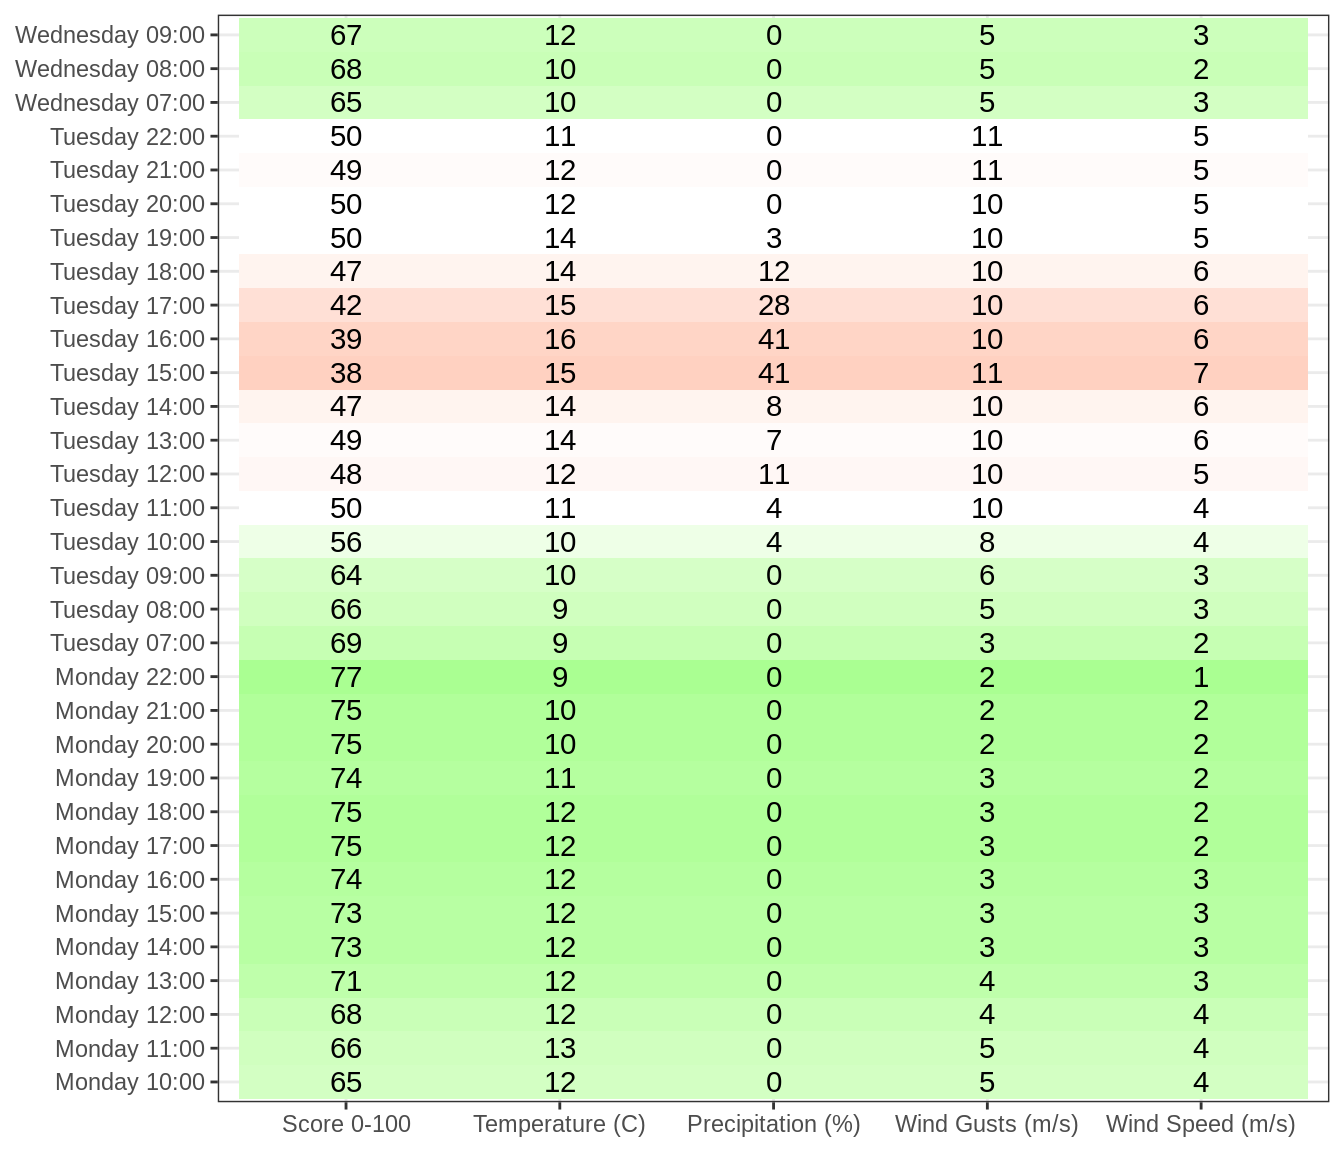 Wednesday 09:00 67 12 0 5 3
Wednesday 08:00 68 10 0 5 2
Wednesday 07:00 65 10 0 5 3
Tuesday 22:00 50 11 0 11 5
Tuesday 21:00 49 12 0 11 5
Tuesday 20:00 50 12 0 10 5
Tuesday 19:00 50 14 3 10 5
Tuesday 18:00 47 14 12 10 6
Tuesday 17:00 42 15 28 10 6
Tuesday 16:00 39 16 41 10 6
Tuesday 15:00 38 15 41 11 7
Tuesday 14:00 47 14 8 10 6
Tuesday 13:00 49 14 7 10 6
Tuesday 12:00 48 12 11 10 5
Tuesday 11:00 50 11 4 10 4
Tuesday 10:00 56 10 4 8 4
Tuesday 09:00 64 10 0 6 3
Tuesday 08:00 66 9 0 5 3
Tuesday 07:00 69 9 0 3 2
Monday 22:00 77 9 0 2 1
Monday 21:00 75 10 0 2 2
Monday 20:00 75 10 0 2 2
Monday 19:00 74 11 0 3 2
Monday 18:00 75 12 0 3 2
Monday 17:00 75 12 0 3 2
Monday 16:00 74 12 0 3 3
Monday 15:00 73 12 0 3 3
Monday 14:00 73 12 0 3 3
Monday 13:00 71 12 0 4 3
Monday 12:00 68 12 0 4 4
Monday 11:00 66 13 0 5 4
Monday 10:00 65 12 0 5 4
Score 0-100 Temperature (C) Precipitation (%) Wind Gusts (m/s) Wind Speed (m/s)